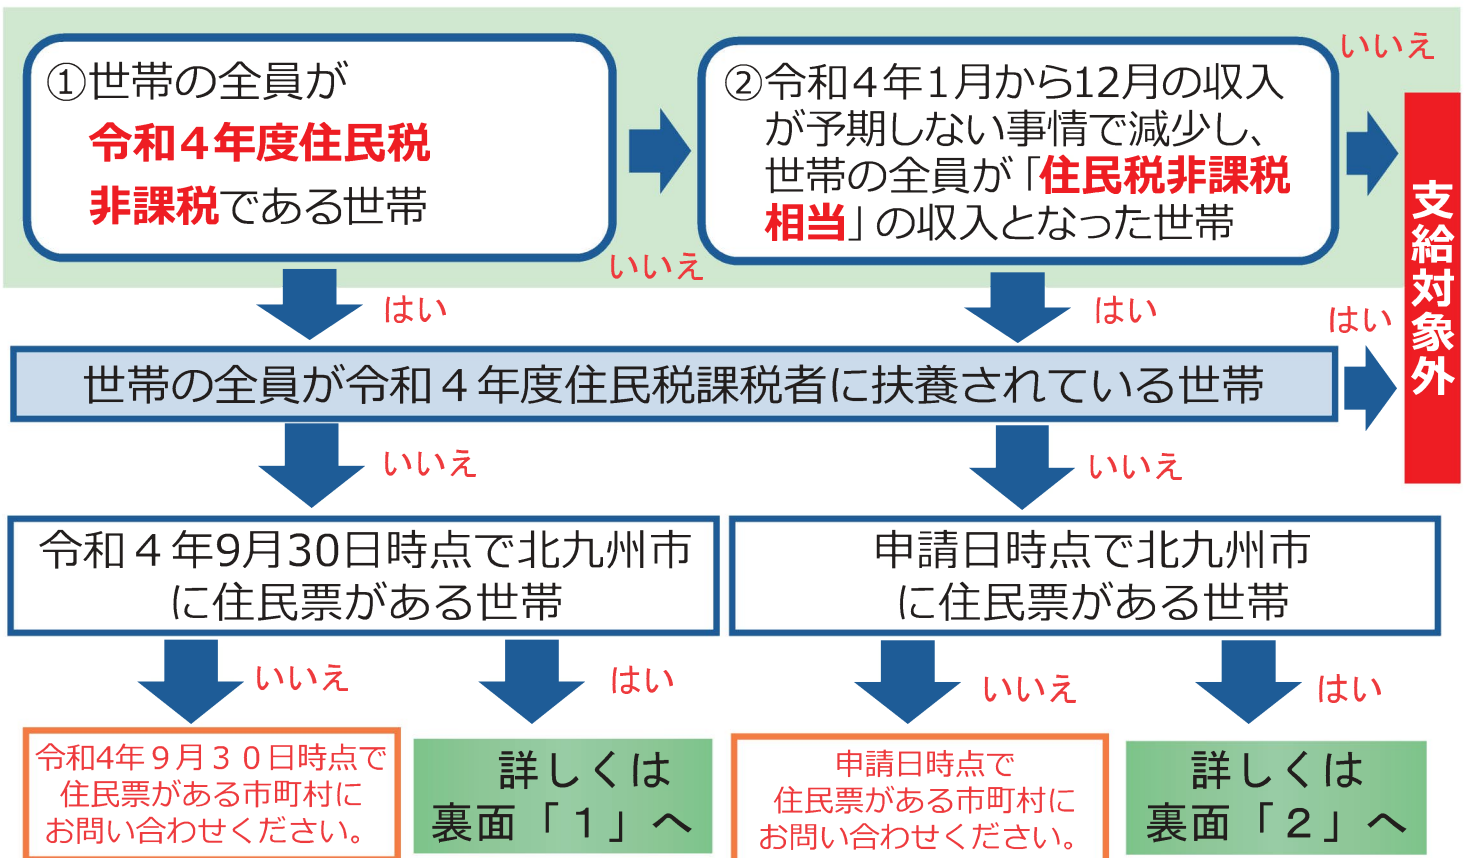 ①世帯の全員が
令和４年度住民税
非課税である世帯
いいえ
②令和４年１月から12月の収入
が予期しない事情で減少し、
世帯の全員が「住民税非課税
相当」の収入となった世帯
いいえ
支給対象外
はい
はい
はい
世帯の全員が令和４年度住民税課税者に扶養されている世帯
いいえ
いいえ
令和４年9月30日時点で北九州市
に住民票がある世帯
申請日時点で北九州市
に住民票がある世帯
いいえ
はい
いいえ
はい
令和4年９月３０日時点で
住民票がある市町村に
お問い合わせください。
詳しくは
裏面「１」へ
申請日時点で
住民票がある市町村に
お問い合わせください。
詳しくは
裏面「２」へ